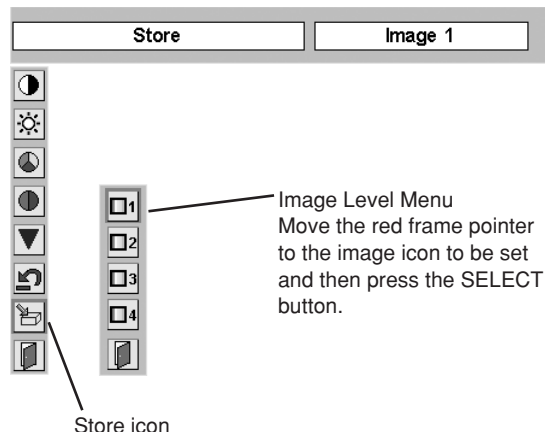 Store
Image 1
1
2
3
4
Image Level Menu
Move the red frame pointer
to the image icon to be set
and then press the SELECT
button.
Store icon